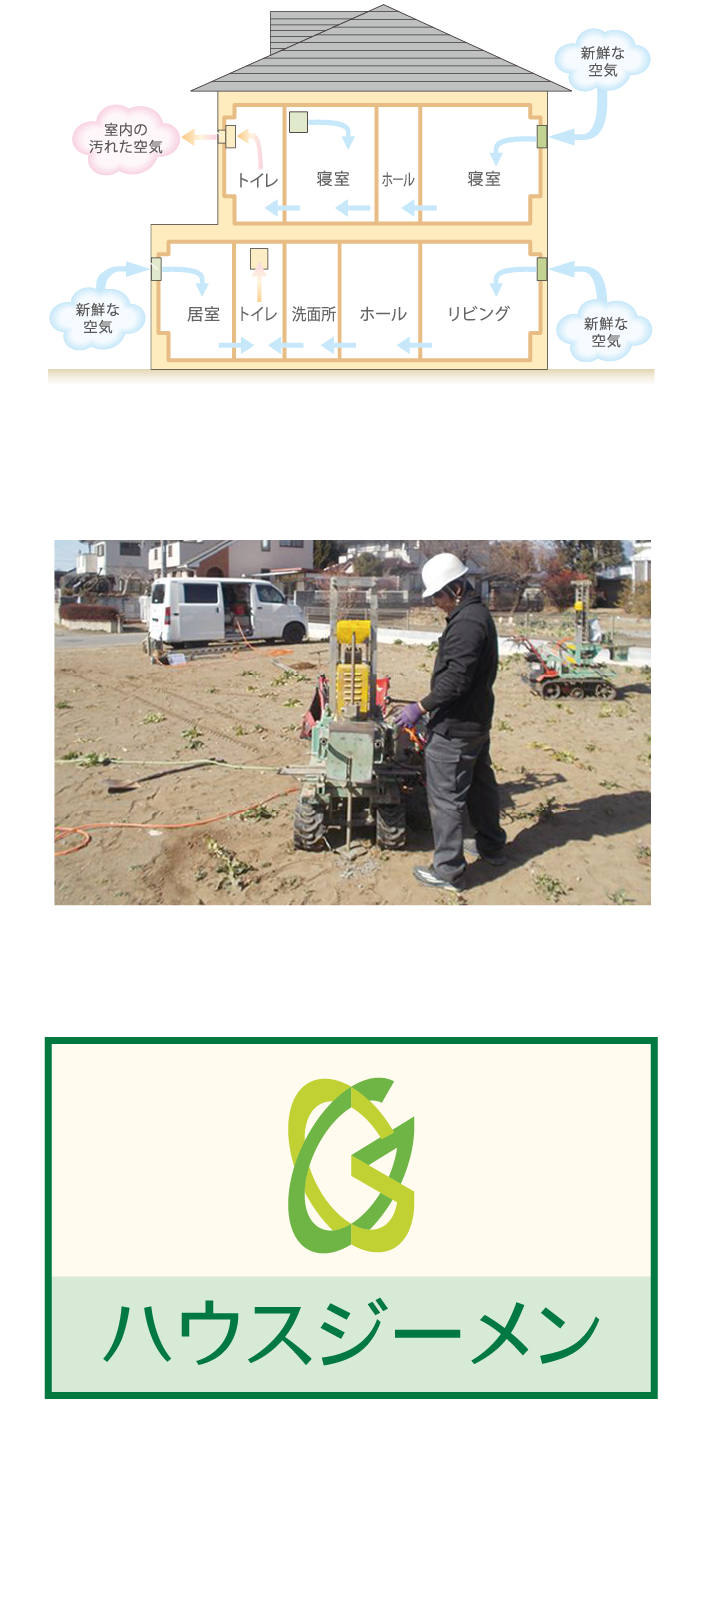 新鮮な
空気
室内の
汚れた空気
トイレ
寝室
ホール
寝室
新鮮な
空気
居室
トイレ
洗面所
ホール
リビング
新鮮な
空気
ハウスジーメン